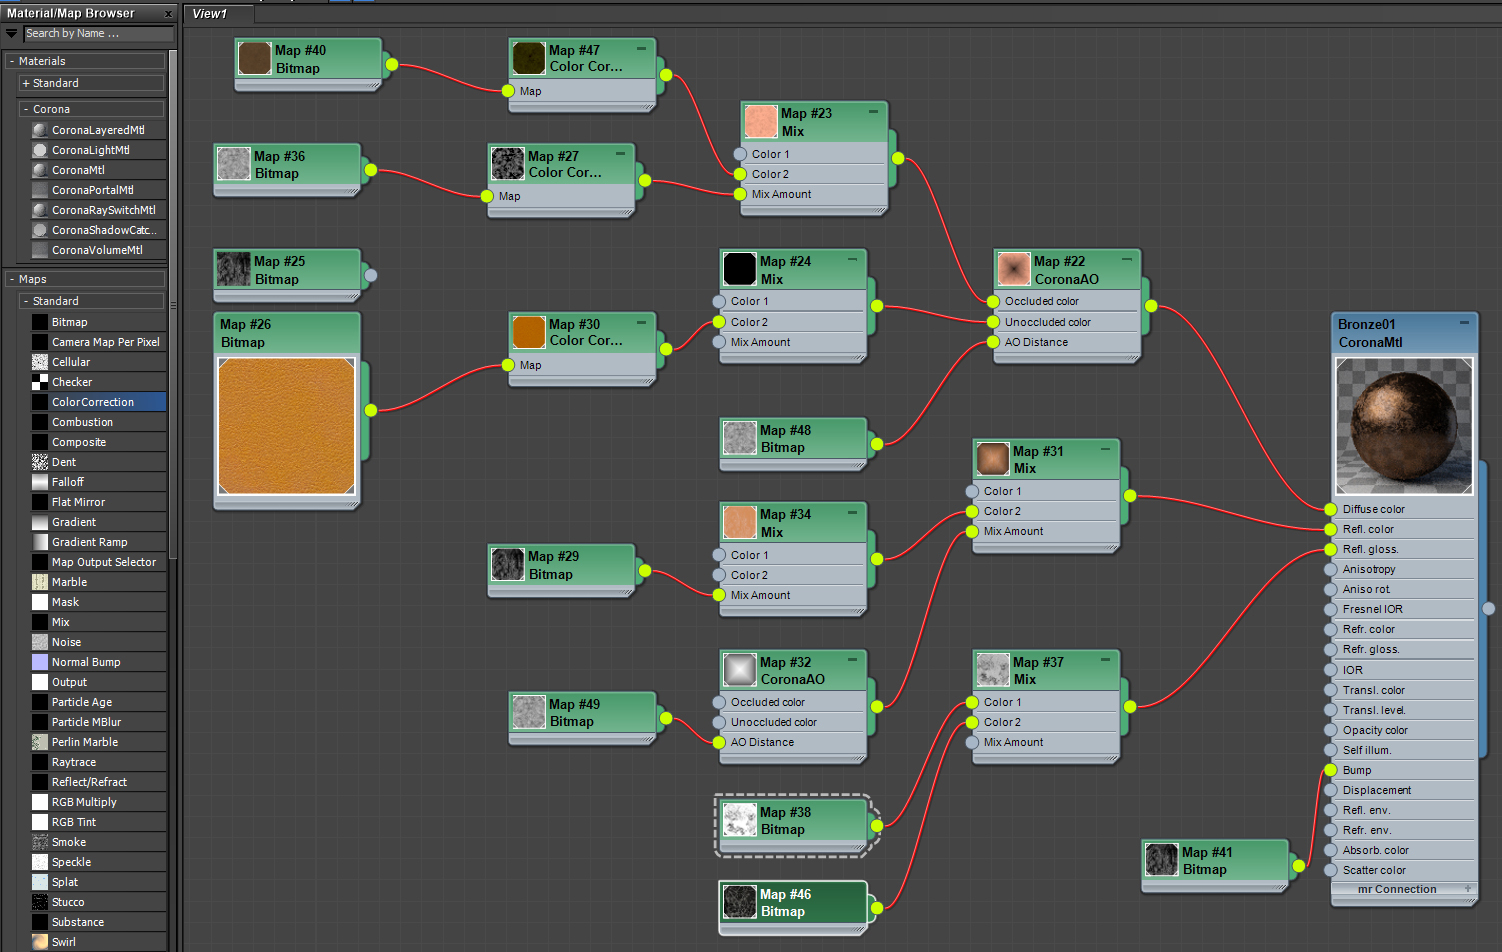 Material/Map Browser x
Search by Name ...
- Materials
+ Standard
- Corona
CoronaLayeredMtl
CoronaLightMtl
CoronaMtl
CoronaPortalMtl
CoronaRaySwitchMtl
CoronaShadowCatc...
CoronaVolumeMtl
- Maps
- Standard
Bitmap
Camera Map Per Pixel
Cellular
Checker
ColorCorrection
Combustion
Composite
Dent
Falloff
Flat Mirror
Gradient
Gradient Ramp
Map Output Selector
Marble
Mask
Mix
Noise
Normal Bump
Output
Particle Age
Particle MBlur
Perlin Marble
Raytrace
Reflect/Refract
RGB Multiply
RGB Tint
Smoke
Speckle
Splat
Stucco
Substance
Swirl
View1
Map #40
Bitmap
Map #47
Color Cor...
Map
Map #23
Mix
Color 1
Color 2
Mix Amount
Map #36
Bitmap
Map #27
Color Cor...
Map
Map #25
Bitmap
Map #24
Mix
Color 1
Color 2
Mix Amount
Map #22
CoronaAO
Occluded color
Unoccluded color
AO Distance
Map #26
Bitmap
Map #30
Color Cor...
Map
Map #48
Bitmap
Map #31
Mix
Color 1
Color 2
Mix Amount
Map #34
Mix
Color 1
Color 2
Mix Amount
Map #29
Bitmap
Map #32
CoronaAO
Occluded color
Unoccluded color
AO Distance
Map #49
Bitmap
Map #37
Mix
Color 1
Color 2
Mix Amount
Map #38
Bitmap
Map #46
Bitmap
Map #41
Bitmap
Bronze01
CoronaMtl
Diffuse color
Refl. color
Refl. gloss.
Anisotropy
Aniso rot.
Fresnel IOR
Refr. color
Refr. gloss.
IOR
Transl. color
Transl. level.
Opacity color
Self illum.
Bump
Displacement
Refl. env.
Refr. env.
Absorb. color
Scatter color
mr Connection +